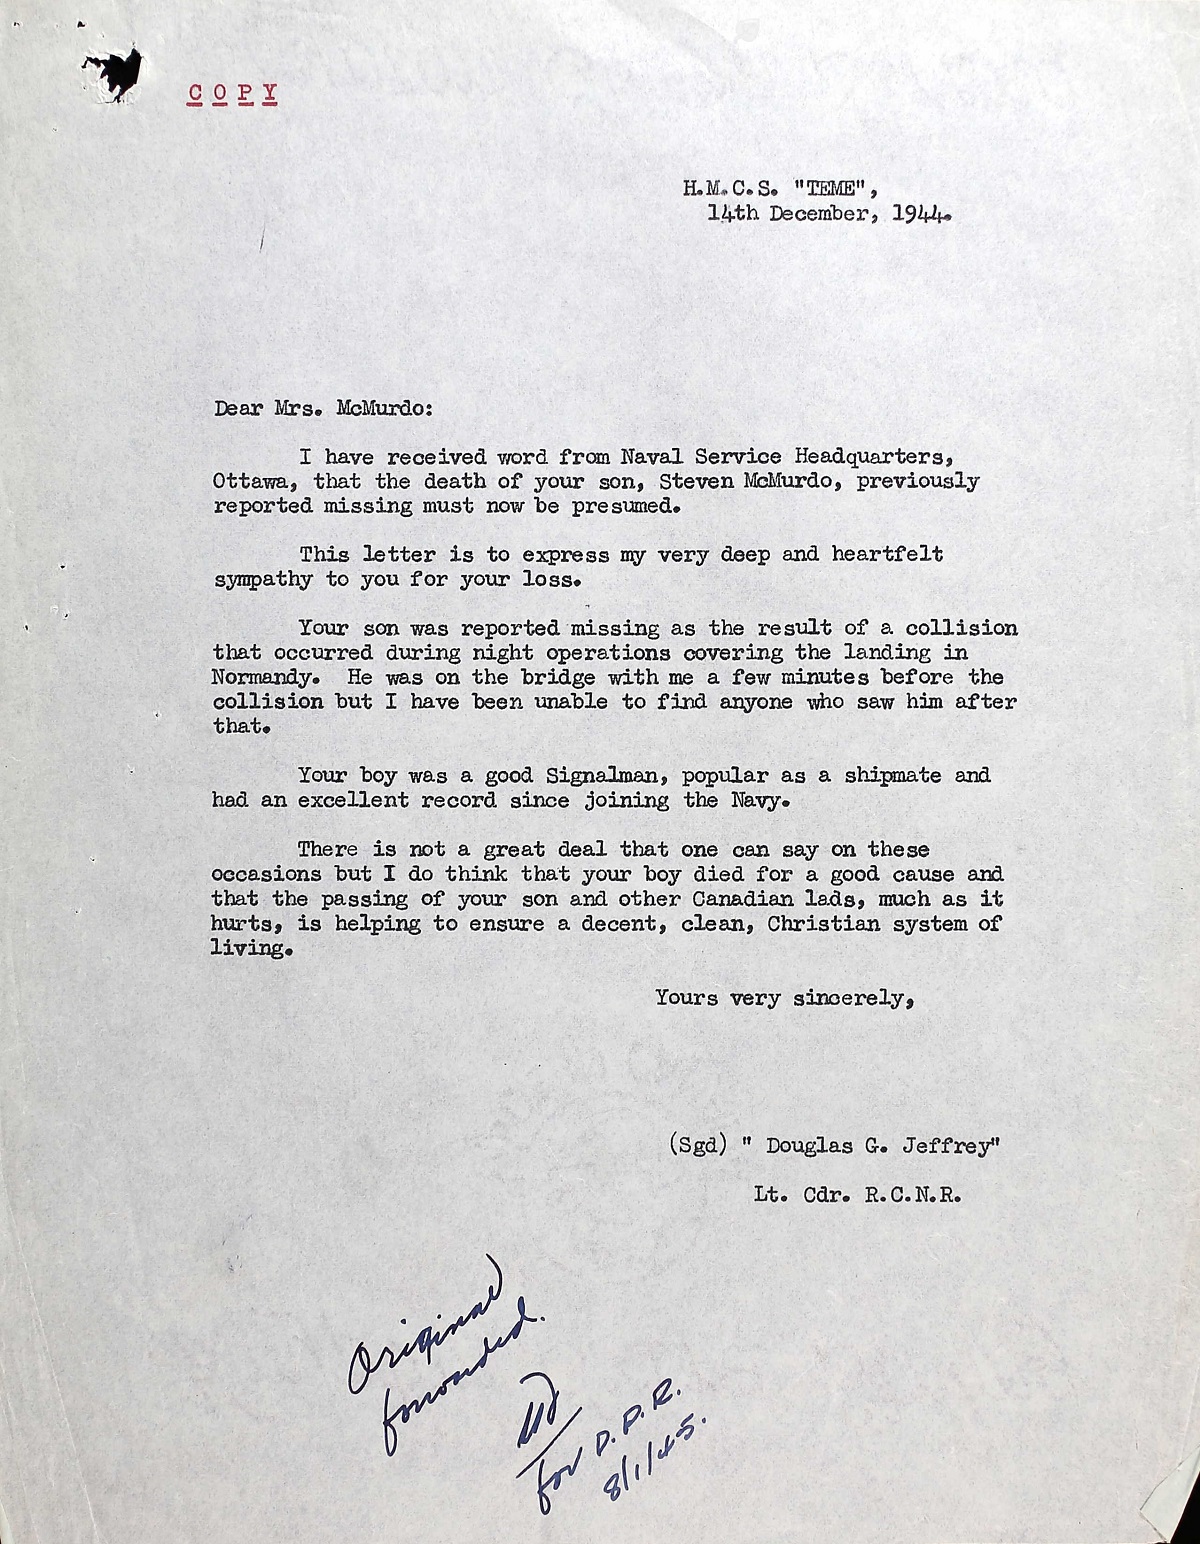 COPY
H.M.C.S. "TEME",
14th December, 1944.
Dear Mrs. McMurdo:
I have received word from Naval Service Headquarters,
Ottawa, that the death of your son, Steven McMurdo, previously
reported missing must now be presumed.
This letter is to express my very deep and heartfelt
sympathy to you for your loss.
Your son was reported missing as the result of a collision
that occurred during night operations covering the landing in
Normandy. He was on the bridge with me a few minutes before the
collision but I have been unable to find anyone who saw him after
that.
Your boy was a good Signalman, popular as a shipmate and
had an excellent record since joining the Navy.
There is not a great deal that one can say on these
occasions but I do think that your boy died for a good cause and
that the passing of your son and other Canadian lads, much as it
hurts, is helping to ensure a decent, clean, Christian system of
living.
Yours very sincerely,
(Sgd) " Douglas G. Jeffrey"
Lt. Cdr. R.C.N.R.
Original
forwarded.
for D.P.R.
8/1/45.